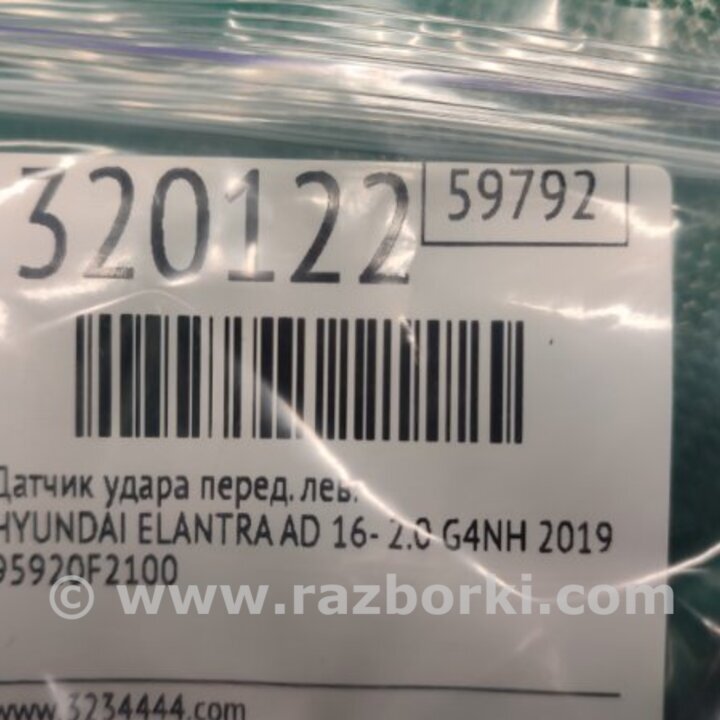 320122
59792
Датчик удара перед. лев.
HYUNDAI ELANTRA AD 16- 2.0 G4NH 2019
95920F2100
© www.razborki.com
www.3234444.com